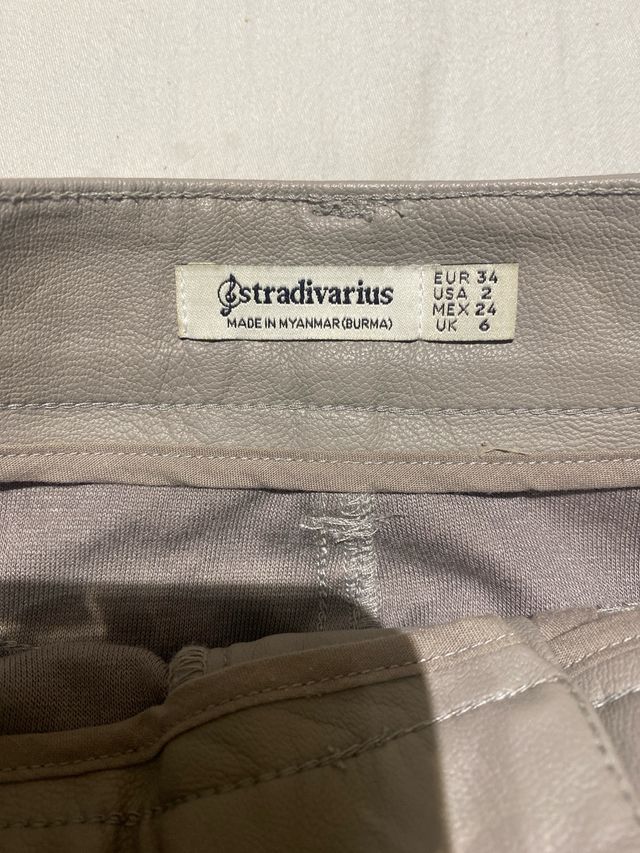 stradivarius
MADE IN MYANMAR (BURMA)
EUR 34
USA 2
MEX 24
UK 6